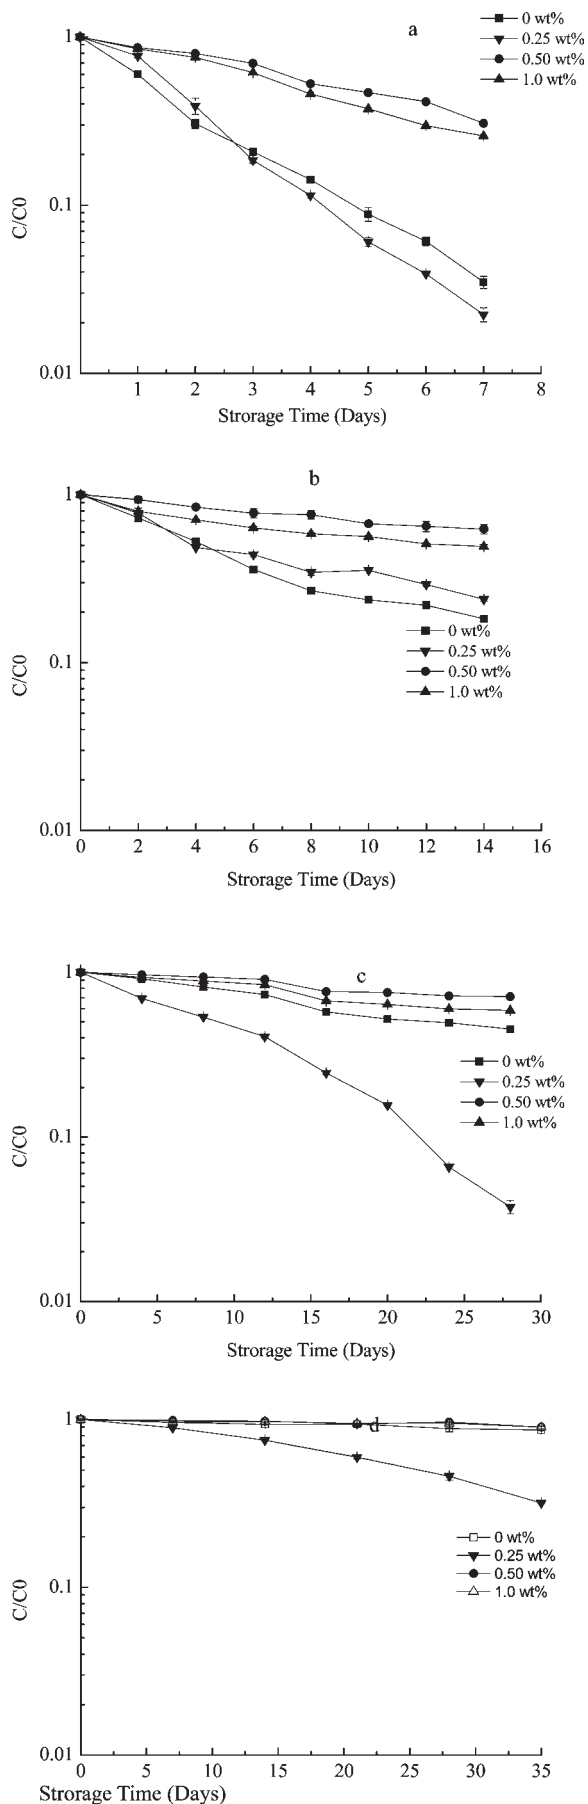 a
0 wt%
0.25 wt%
0.50 wt%
1.0 wt%
1
0.1
0.01
C/C0
1 2 3 4 5 6 7 8
Strorage Time (Days)
b
1
0.1
0.01
C/C0
0 wt%
0.25 wt%
0.50 wt%
1.0 wt%
0 2 4 6 8 10 12 14 16
Strorage Time (Days)
c
1
0.1
0.01
C/C0
0 wt%
0.25 wt%
0.50 wt%
1.0 wt%
0 5 10 15 20 25 30
Strorage Time (Days)
d
1
0.1
0.01
C/C0
0 wt%
0.25 wt%
0.50 wt%
1.0 wt%
0 5 10 15 20 25 30 35
Strorage Time (Days)